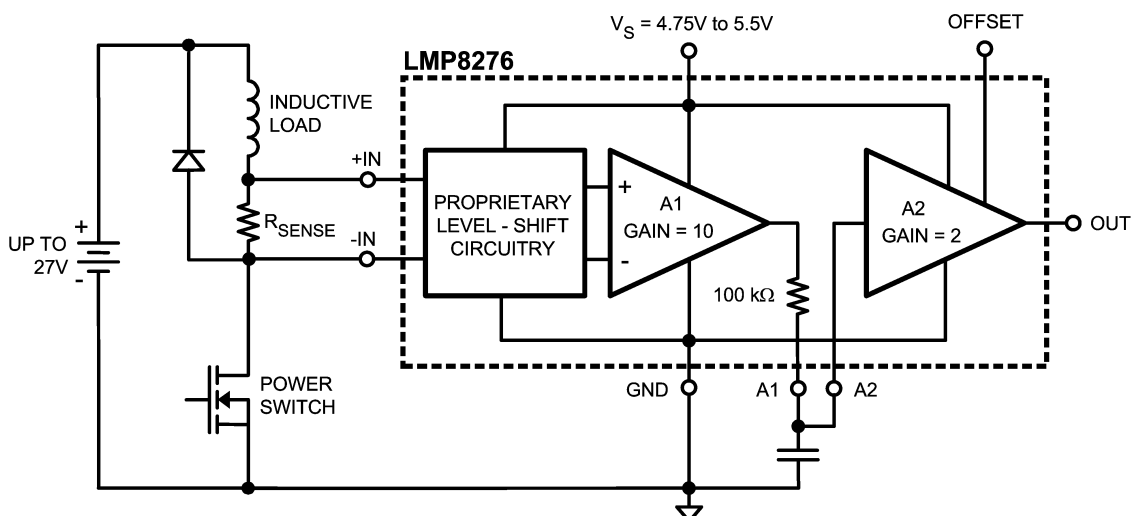 V_S = 4.75V to 5.5V
OFFSET
LMP8276
INDUCTIVE
LOAD
+IN
PROPRIETARY
LEVEL - SHIFT
CIRCUITRY
+
A1
GAIN = 10
-
A2
GAIN = 2
OUT
R_SENSE
-IN
+
UP TO
27V
-
100 kΩ
POWER
SWITCH
GND
A1
A2